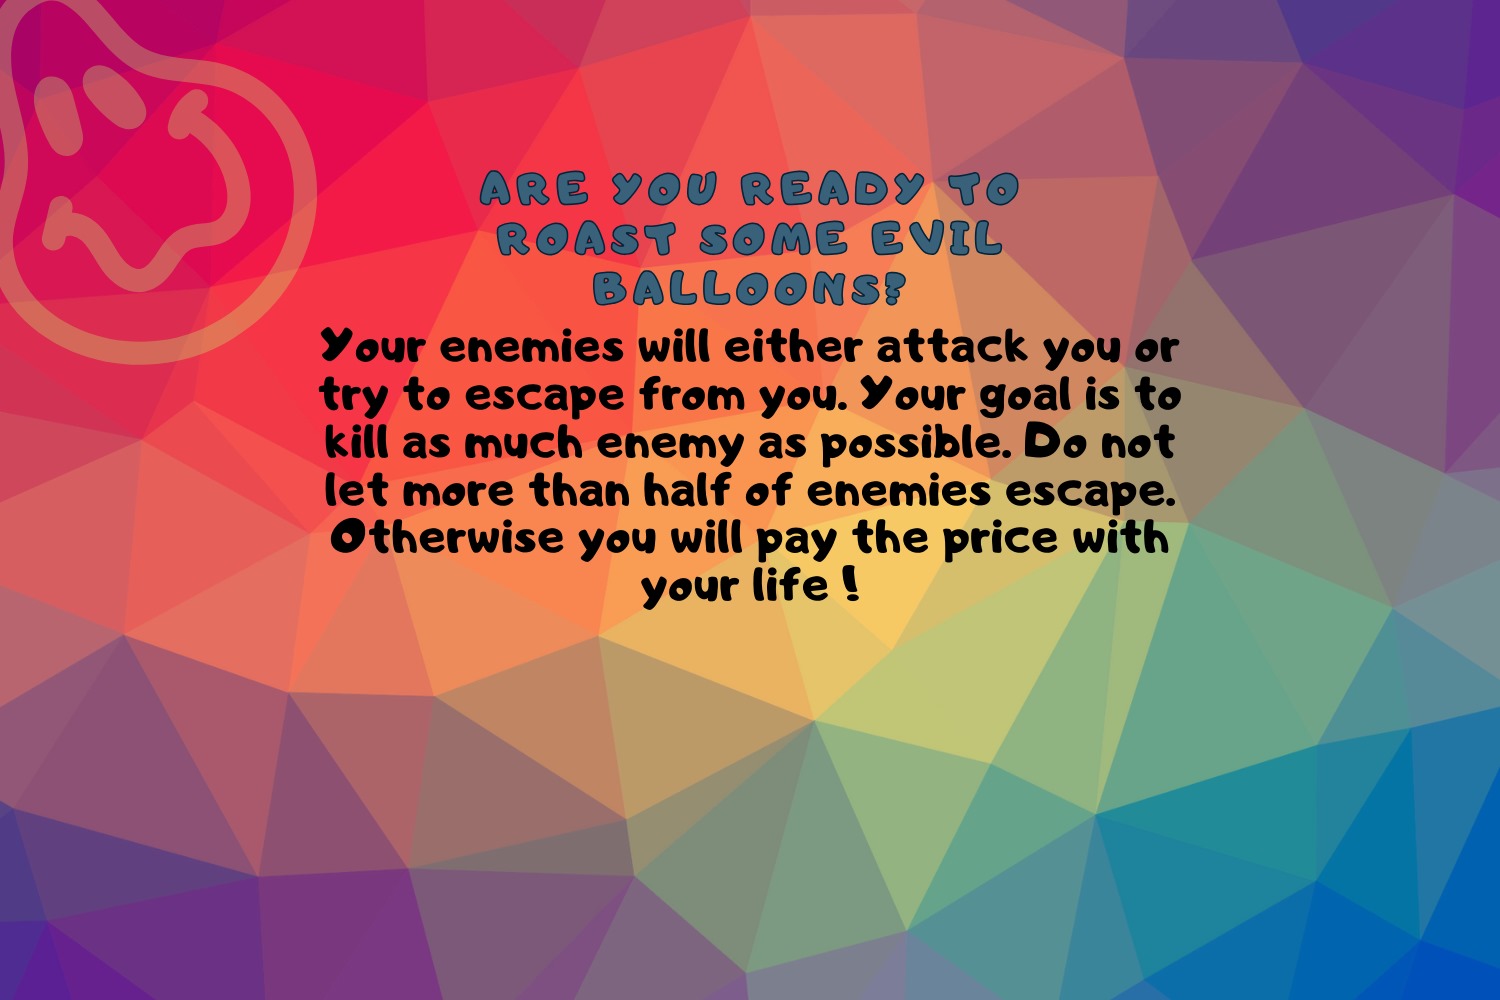 ARE YOU READY TO
ROAST SOME EVIL
BALLOONS?
Your enemies will either attack you or
try to escape from you. Your goal is to
kill as much enemy as possible. Do not
let more than half of enemies escape.
Otherwise you will pay the price with
your life !